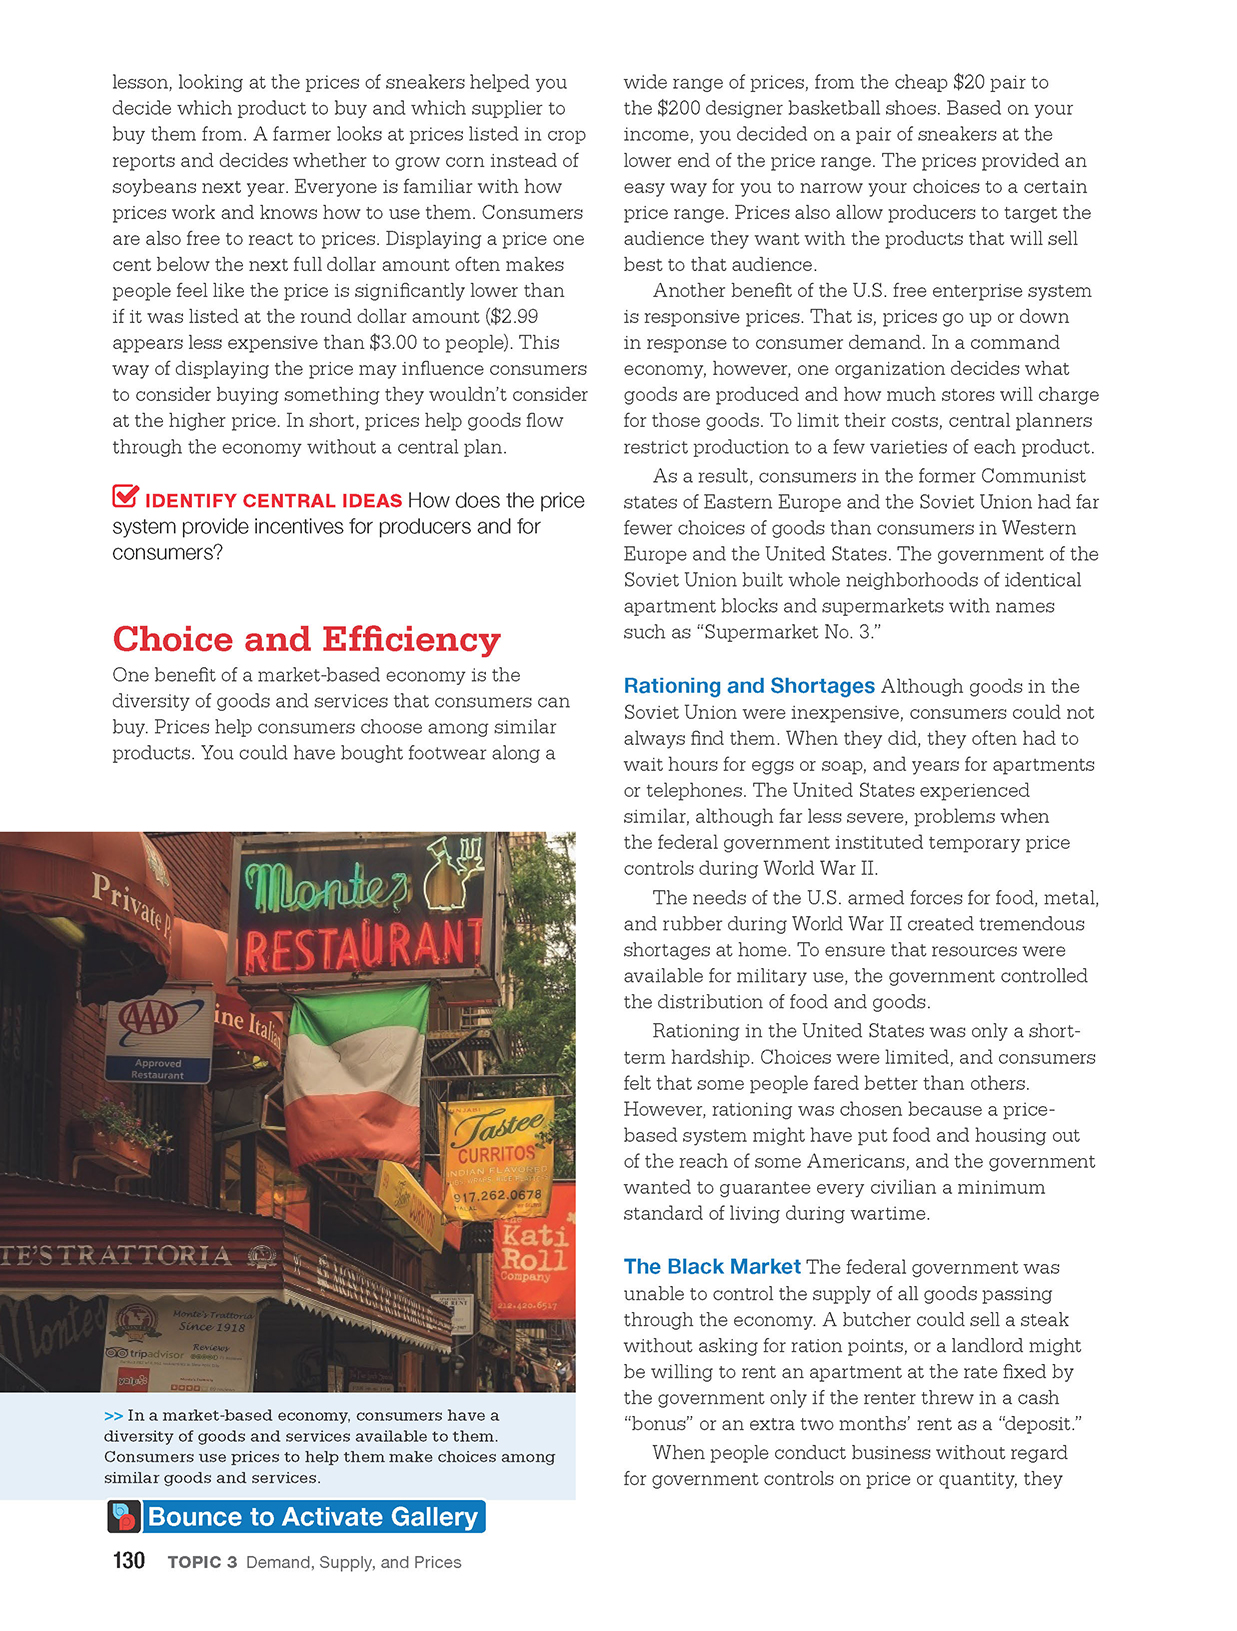 lesson, looking at the prices of sneakers helped you
decide which product to buy and which supplier to
buy them from. A farmer looks at prices listed in crop
reports and decides whether to grow corn instead of
soybeans next year. Everyone is familiar with how
prices work and knows how to use them. Consumers
are also free to react to prices. Displaying a price one
cent below the next full dollar amount often makes
people feel like the price is significantly lower than
if it was listed at the round dollar amount ($2.99
appears less expensive than $3.00 to people). This
way of displaying the price may influence consumers
to consider buying something they wouldn’t consider
at the higher price. In short, prices help goods flow
through the economy without a central plan.
IDENTIFY CENTRAL IDEAS How does the price
system provide incentives for producers and for
consumers?
Choice and Efficiency
One benefit of a market-based economy is the
diversity of goods and services that consumers can
buy. Prices help consumers choose among similar
products. You could have bought footwear along a
Private
Montes
RESTAURANT
AAA
Approved
Restaurant
ine Italian
Tastee
CURRITOS
INDIAN FLAVORED
917.262.0678
HALAL
Kati
Roll
Company
212.420.6517
TE'S TRATTORIA
Montes
Monte's Trattoria
Since 1918
Reviews
tripadvisor
yelp
>> In a market-based economy, consumers have a
diversity of goods and services available to them.
Consumers use prices to help them make choices among
similar goods and services.
Bounce to Activate Gallery
wide range of prices, from the cheap $20 pair to
the $200 designer basketball shoes. Based on your
income, you decided on a pair of sneakers at the
lower end of the price range. The prices provided an
easy way for you to narrow your choices to a certain
price range. Prices also allow producers to target the
audience they want with the products that will sell
best to that audience.
Another benefit of the U.S. free enterprise system
is responsive prices. That is, prices go up or down
in response to consumer demand. In a command
economy, however, one organization decides what
goods are produced and how much stores will charge
for those goods. To limit their costs, central planners
restrict production to a few varieties of each product.
As a result, consumers in the former Communist
states of Eastern Europe and the Soviet Union had far
fewer choices of goods than consumers in Western
Europe and the United States. The government of the
Soviet Union built whole neighborhoods of identical
apartment blocks and supermarkets with names
such as “Supermarket No. 3.”
Rationing and Shortages Although goods in the
Soviet Union were inexpensive, consumers could not
always find them. When they did, they often had to
wait hours for eggs or soap, and years for apartments
or telephones. The United States experienced
similar, although far less severe, problems when
the federal government instituted temporary price
controls during World War II.
The needs of the U.S. armed forces for food, metal,
and rubber during World War II created tremendous
shortages at home. To ensure that resources were
available for military use, the government controlled
the distribution of food and goods.
Rationing in the United States was only a short-
term hardship. Choices were limited, and consumers
felt that some people fared better than others.
However, rationing was chosen because a price-
based system might have put food and housing out
of the reach of some Americans, and the government
wanted to guarantee every civilian a minimum
standard of living during wartime.
The Black Market The federal government was
unable to control the supply of all goods passing
through the economy. A butcher could sell a steak
without asking for ration points, or a landlord might
be willing to rent an apartment at the rate fixed by
the government only if the renter threw in a cash
“bonus” or an extra two months’ rent as a “deposit.”
When people conduct business without regard
for government controls on price or quantity, they
130 TOPIC 3 Demand, Supply, and Prices